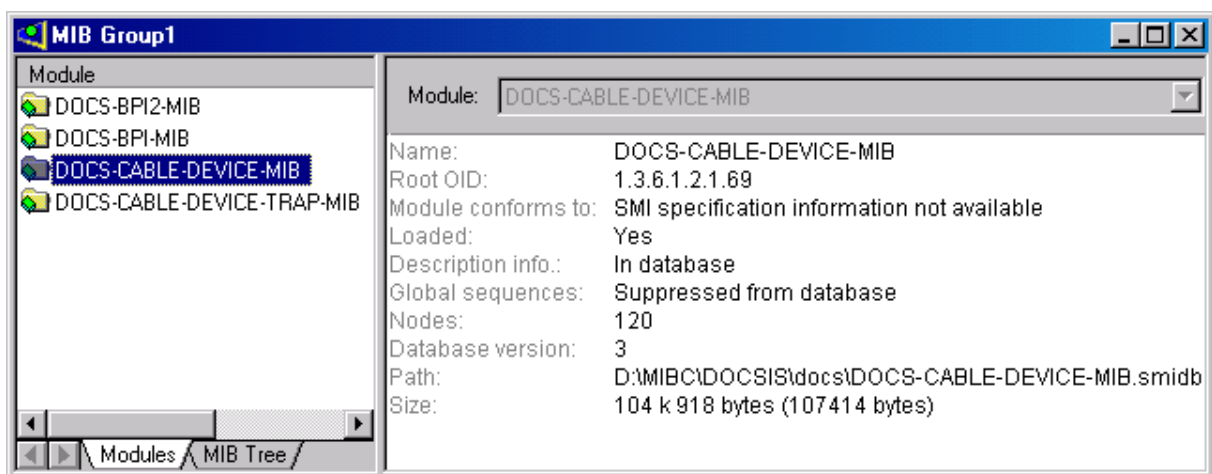 MIB Group1
Module
DOCS-BPI2-MIB
DOCS-BPI-MIB
DOCS-CABLE-DEVICE-MIB
DOCS-CABLE-DEVICE-TRAP-MIB
Modules MIB Tree
Module: DOCS-CABLE-DEVICE-MIB
Name: DOCS-CABLE-DEVICE-MIB
Root OID: 1.3.6.1.2.1.69
Module conforms to: SMI specification information not available
Loaded: Yes
Description info.: In database
Global sequences: Suppressed from database
Nodes: 120
Database version: 3
Path: D:\MIBC\DOCSIS\docs\DOCS-CABLE-DEVICE-MIB.smidb
Size: 104 k 918 bytes (107414 bytes)